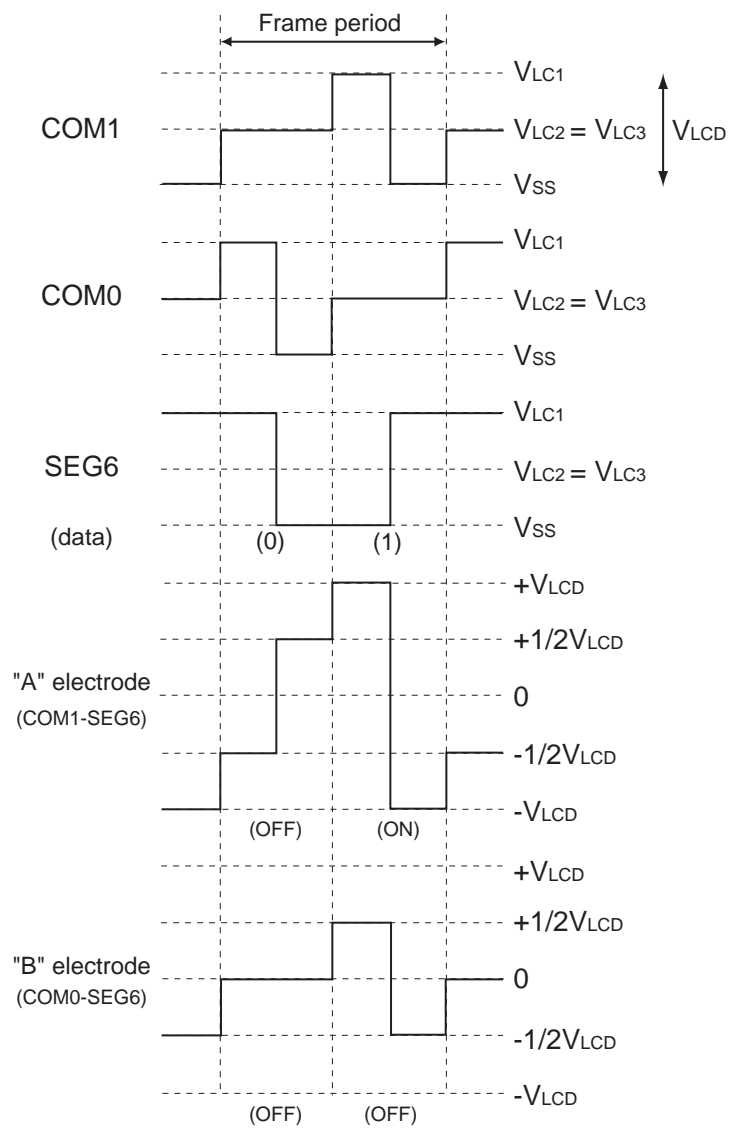 Frame period
VLC1
COM1
VLC2 = VLC3
VLCD
VSS
VLC1
COM0
VLC2 = VLC3
VSS
VLC1
SEG6
VLC2 = VLC3
(data)
(0)
(1)
VSS
+VLCD
+1/2VLCD
"A" electrode
0
(COM1-SEG6)
-1/2VLCD
-VLCD
(OFF)
(ON)
+VLCD
+1/2VLCD
"B" electrode
0
(COM0-SEG6)
-1/2VLCD
-VLCD
(OFF)
(OFF)